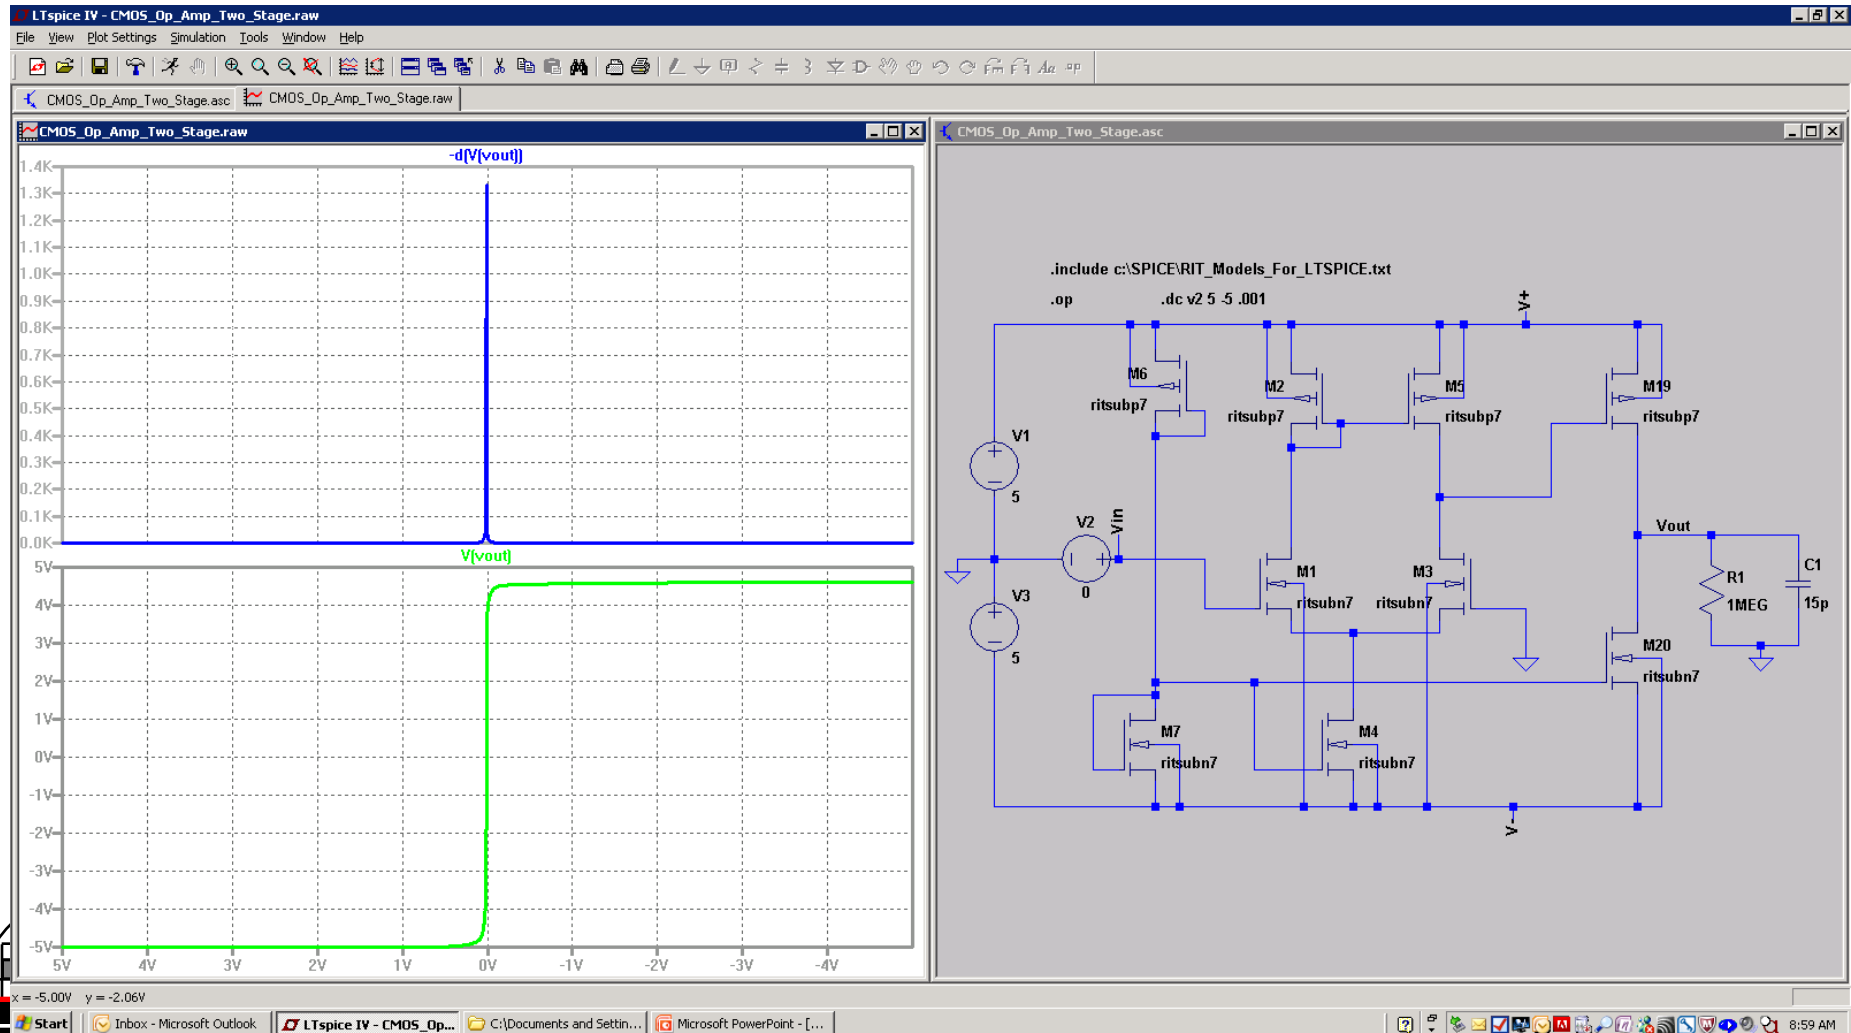 LTspice IV - CMOS_Op_Amp_Two_Stage.raw
File View Plot Settings Simulation Tools Window Help
CMOS_Op_Amp_Two_Stage.asc CMOS_Op_Amp_Two_Stage.raw
CMOS_Op_Amp_Two_Stage.raw
-d(V(vout))
1.4K
1.3K
1.2K
1.1K
1.0K
0.9K
0.8K
0.7K
0.6K
0.5K
0.4K
0.3K
0.2K
0.1K
0.0K
V(vout)
5V
4V
3V
2V
1V
0V
-1V
-2V
-3V
-4V
-5V
5V 4V 3V 2V 1V 0V -1V -2V -3V -4V
CMOS_Op_Amp_Two_Stage.asc
.include c:\SPICE\RIT_Models_For_LTSPICE.txt
.op .dc v2 5 -5 .001
V+
M6
ritsubp7
M2
ritsubp7
M5
ritsubp7
M19
ritsubp7
V1
5
V2
0
Vin
V3
5
M1
ritsubn7
M3
ritsubn7
Vout
R1
1MEG
C1
15p
M20
ritsubn7
M7
ritsubn7
M4
ritsubn7
V-
x = -5.00V y = -2.06V
Start Inbox - Microsoft Outlook LTspice IV - CMOS_Op... C:\Documents and Settin... Microsoft PowerPoint - [... 8:59 AM